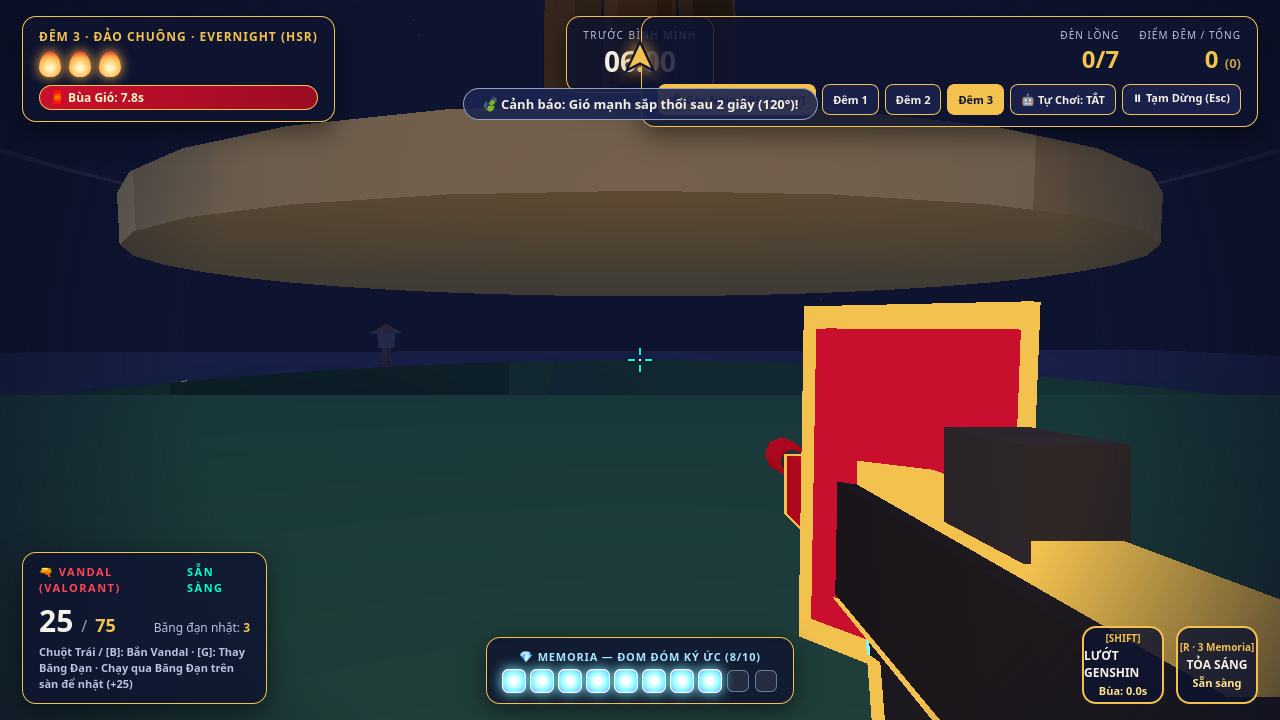 ĐÊM 3 · ĐẢO CHUÔNG · EVERNIGHT (HSR)
🧧 Bùa Gió: 7.8s
TRƯỚC BÌNH MINH
06:00
ĐÈN LỒNG
0/7
ĐIỂM ĐÊM / TỔNG
0 (0)
🍃 Cảnh báo: Gió mạnh sắp thổi sau 2 giây (120°)!
Đêm 1
Đêm 2
Đêm 3
🤖 Tự Chơi: TẮT
⏸ Tạm Dừng (Esc)
🔫 VANDAL (VALORANT)
SẴN SÀNG
25 / 75
Băng đạn nhặt: 3
Chuột Trái / [B]: Bắn Vandal · [G]: Thay
Băng Đạn · Chạy qua Băng Đạn trên
sàn để nhặt (+25)
💎 MEMORIA — ĐOM ĐÓM KÝ ỨC (8/10)
[SHIFT]
LƯỚT
GENSHIN
Bùa: 0.0s
[R · 3 Memoria]
TỎA SÁNG
Sẵn sàng